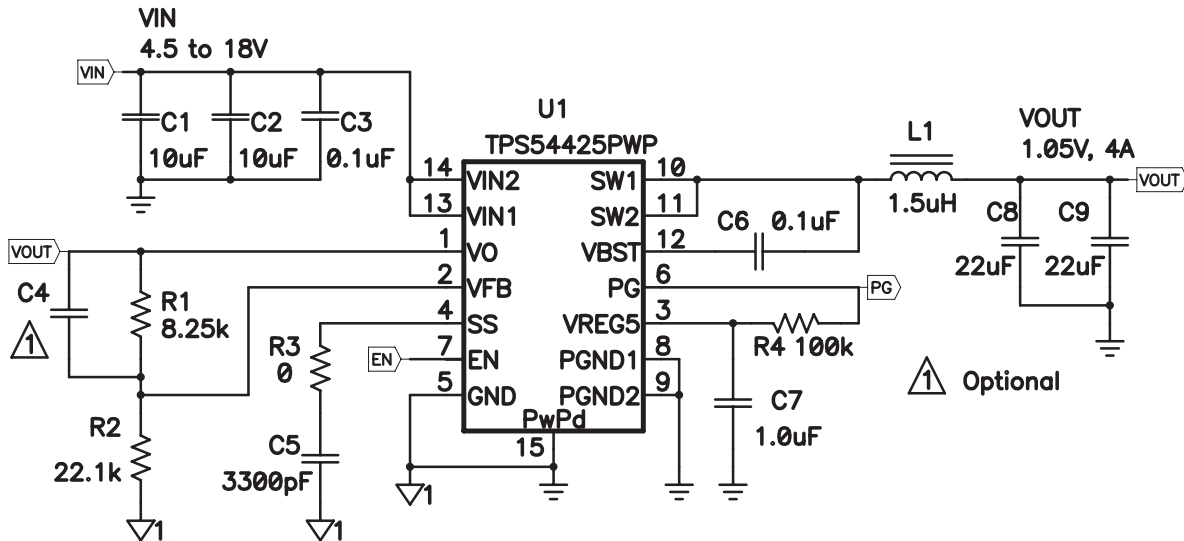 VIN
4.5 to 18V
VIN
C1
10uF
C2
10uF
C3
0.1uF
U1
TPS54425PWP
14 VIN2
13 VIN1
1 VO
2 VFB
4 SS
7 EN
5 GND
SW1 10
SW2 11
VBST 12
PG 6
VREG5 3
PGND1 8
PGND2 9
PwPd
15
VOUT
C4
1
R1
8.25k
R2
22.1k
1
R3
0
C5
3300pF
1
EN
1
C6 0.1uF
L1
1.5uH
VOUT
1.05V, 4A
VOUT
C8
22uF
C9
22uF
PG
R4 100k
C7
1.0uF
1 Optional